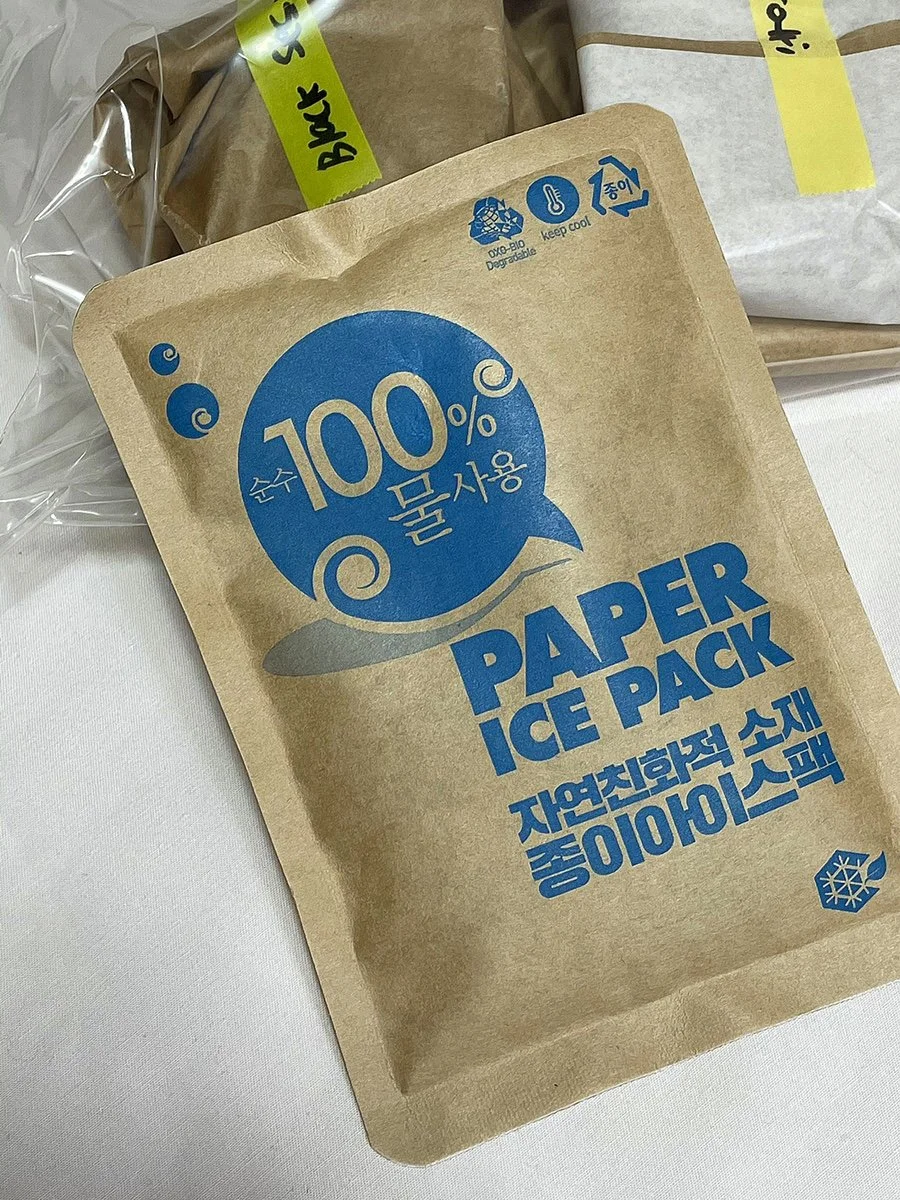 Black
OXO-BIO
Degradable
keep cool
종이
순수 100%
물사용
PAPER
ICE PACK
자연친화적 소재
종이아이스팩